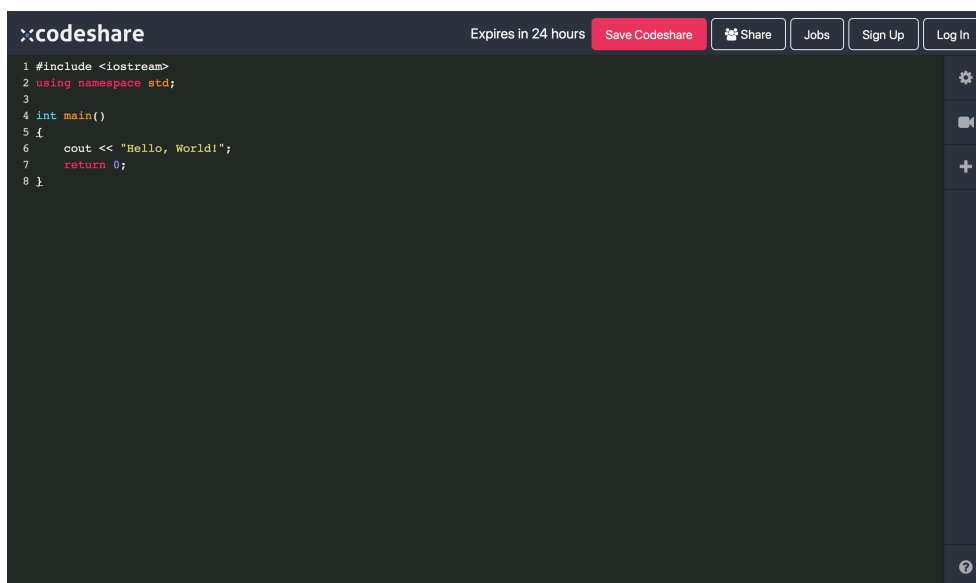 codeshare
Expires in 24 hours Save Codeshare Share Jobs Sign Up Log In
1 #include <iostream>
2 using namespace std;
3
4 int main()
5 {
6     cout << "Hello, World!";
7     return 0;
8 }